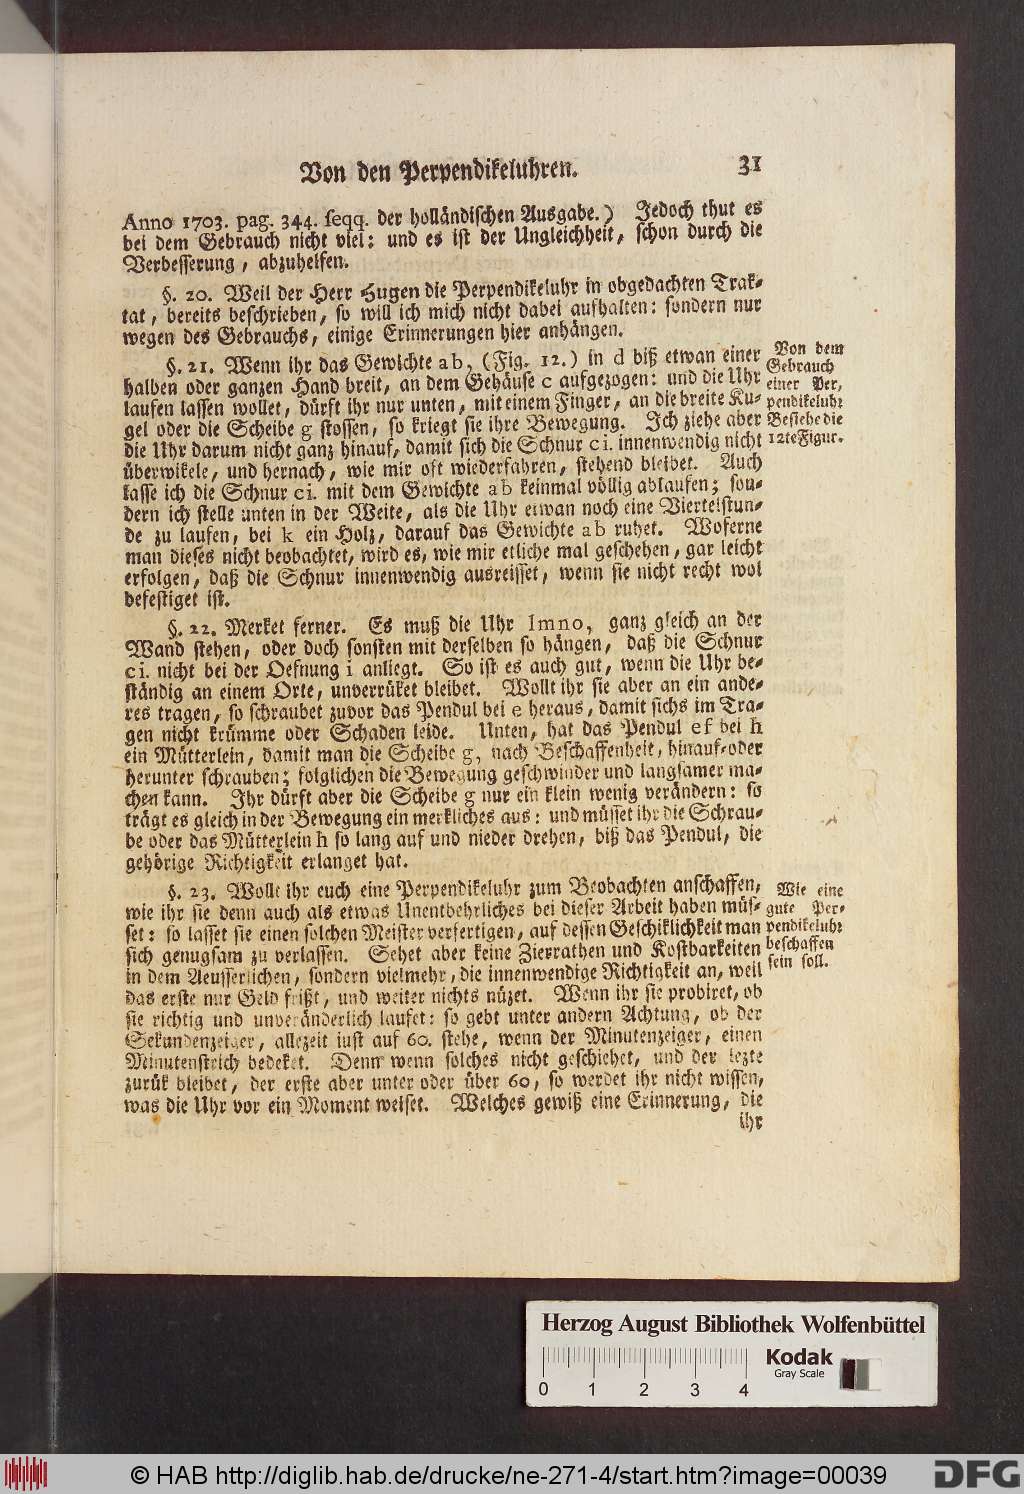 Von den Perpendikeluhren. 31
Anno 1703. pag. 344. seqq. der holländischen Ausgabe.) Jedoch thut es
bei dem Gebrauch nicht viel: und es ist der Ungleichheit, schon durch die
Verbesserung, abzuhelfen.
§. 20. Weil der Herr Hugen die Perpendikeluhr in obgedachten Trak-
tat, bereits beschrieben, so will ich mich nicht dabei aufhalten: sondern nur
wegen des Gebrauchs, einige Erinnerungen hier anhängen.
§. 21. Wenn ihr das Gewichte ab, (Fig. 12.) in d biß etwan einer
halben oder ganzen Hand breit, an dem Gehäuse c aufgezogen: und die Uhr
laufen lassen wollet, dürft ihr nur unten, mit einem Finger, an die breite Ku-
gel oder die Scheibe g stossen, so kriegt sie ihre Bewegung. Ich ziehe aber
die Uhr darum nicht ganz hinauf, damit sich die Schnur ci. innenwendig nicht
überwikele, und hernach, wie mir oft wiederfahren, stehend bleibet. Auch
lasse ich die Schnur ci. mit dem Gewichte ab keinmal völlig ablaufen; son-
dern ich stelle unten in der Weite, als die Uhr etwan noch eine Viertelstun-
de zu laufen, bei k ein Holz, darauf das Gewichte ab ruhet. Woferne
man dieses nicht beobachtet, wird es, wie mir etliche mal geschehen, gar leicht
erfolgen, daß die Schnur innenwendig ausreisset, wenn sie nicht recht wol
befestiget ist.
Von dem
Gebrauch
einer Per-
pendikeluhr
Besiehe die
12te Figur.
§. 22. Merket ferner. Es muß die Uhr lmno, ganz gleich an der
Wand stehen, oder doch sonsten mit derselben so hängen, daß die Schnur
ci. nicht bei der Oefnung i anliegt. So ist es auch gut, wenn die Uhr be-
ständig an einem Orte, unverrüket bleibet. Wollt ihr sie aber an ein ande-
res tragen, so schraubet zuvor das Pendul bei e heraus, damit sichs im Tra-
gen nicht krümme oder Schaden leide. Unten, hat das Pendul ef bei h
ein Mütterlein, damit man die Scheibe g, nach Beschaffenheit, hinauf-oder
herunter schrauben; folglichen die Bewegung geschwinder und langsamer ma-
chen kann. Ihr dürft aber die Scheibe g nur ein klein wenig verändern: so
trägt es gleich in der Bewegung ein merkliches aus: und müsset ihr die Schrau-
be oder das Mütterlein h so lang auf und nieder drehen, biß das Pendul, die
gehörige Richtigkeit erlanget hat.
§. 23. Wollt ihr euch eine Perpendikeluhr zum Beobachten anschaffen,
wie ihr sie denn auch als etwas Unentbehrliches bei dieser Arbeit haben müs-
set: so lasset sie einen solchen Meister verfertigen, auf dessen Geschiklichkeit man
sich genugsam zu verlassen. Sehet aber keine Zierrathen und Kostbarkeiten
in dem Aeusserlichen, sondern vielmehr, die innenwendige Richtigkeit an, weil
das erste nur Geld frißt, und weiter nichts nüzet. Wenn ihr sie probiret, ob
sie richtig und unveränderlich laufet: so gebt unter andern Achtung, ob der
Sekundenzeiger, allezeit iust auf 60. stehe, wenn der Minutenzeiger, einen
Minutenstrich bedeket. Denn wenn solches nicht geschiehet, und der lezte
zurük bleibet, der erste aber unter oder über 60, so werdet ihr nicht wissen,
was die Uhr vor ein Moment weiset. Welches gewiß eine Erinnerung, die
ihr
Wie eine
gute Per-
pendikeluhr
beschaffen
sein soll.
Herzog August Bibliothek Wolfenbüttel
Kodak
Gray Scale
0 1 2 3 4
© HAB http://diglib.hab.de/drucke/ne-271-4/start.htm?image=00039
DFG